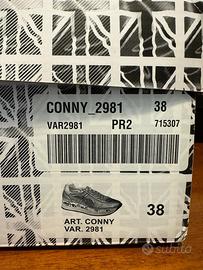 CONNY_2981 38
VAR2981 PR2 715307
ART. CONNY
VAR. 2981
38
subito